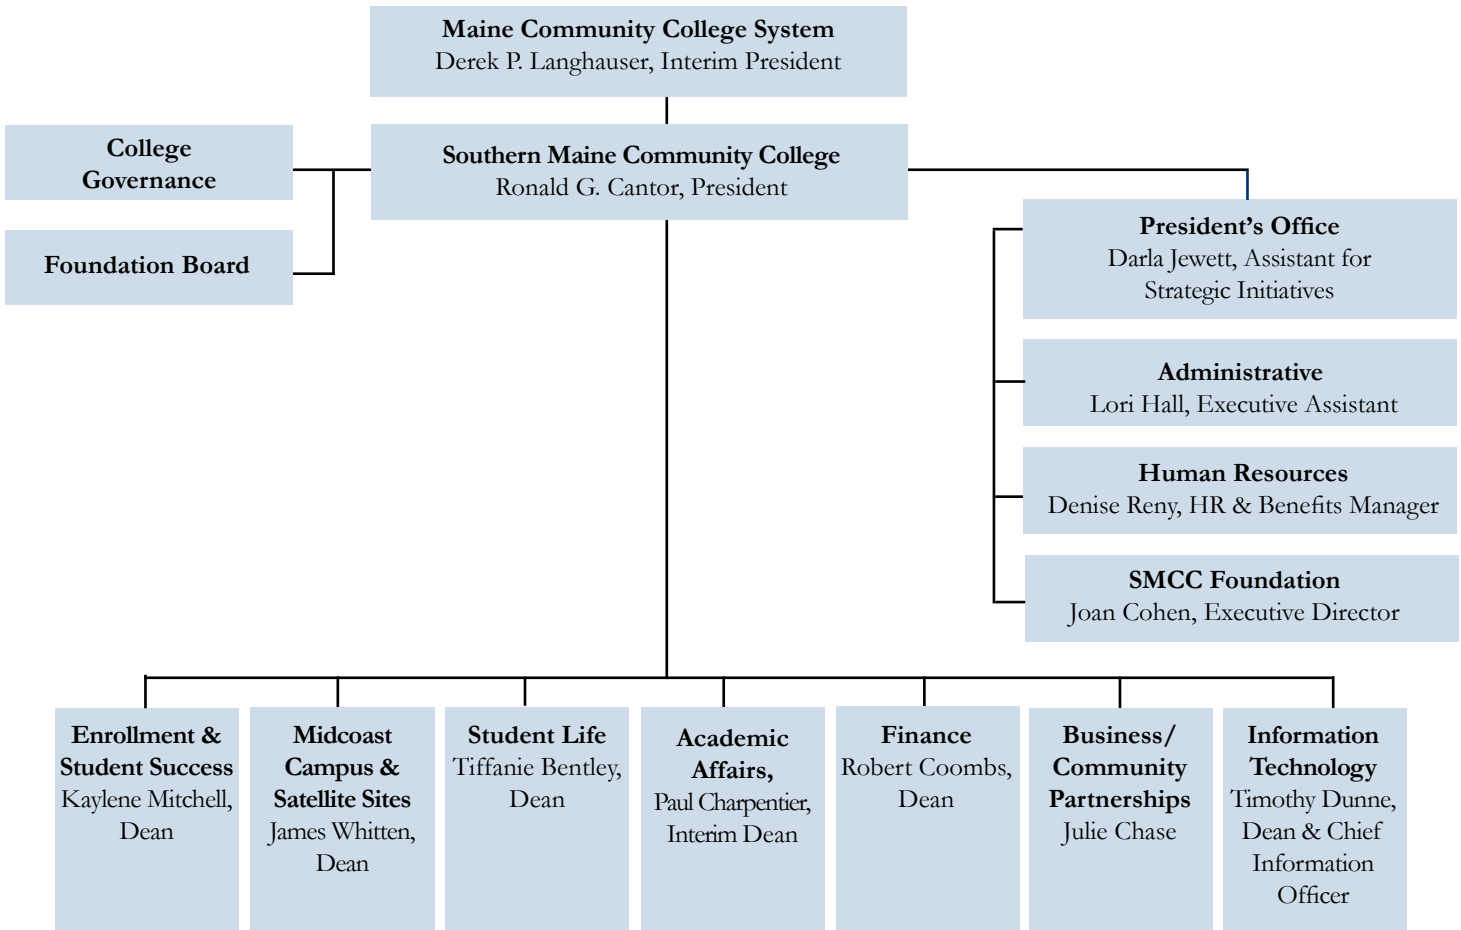 Maine Community College System
Derek P. Langhauser, Interim President
College
Governance
Southern Maine Community College
Ronald G. Cantor, President
Foundation Board
President’s Office
Darla Jewett, Assistant for
Strategic Initiatives
Administrative
Lori Hall, Executive Assistant
Human Resources
Denise Reny, HR & Benefits Manager
SMCC Foundation
Joan Cohen, Executive Director
Enrollment &
Student Success
Kaylene Mitchell,
Dean
Midcoast
Campus &
Satellite Sites
James Whitten,
Dean
Student Life
Tiffanie Bentley,
Dean
Academic
Affairs,
Paul Charpentier,
Interim Dean
Finance
Robert Coombs,
Dean
Business/
Community
Partnerships
Julie Chase
Information
Technology
Timothy Dunne,
Dean & Chief
Information
Officer